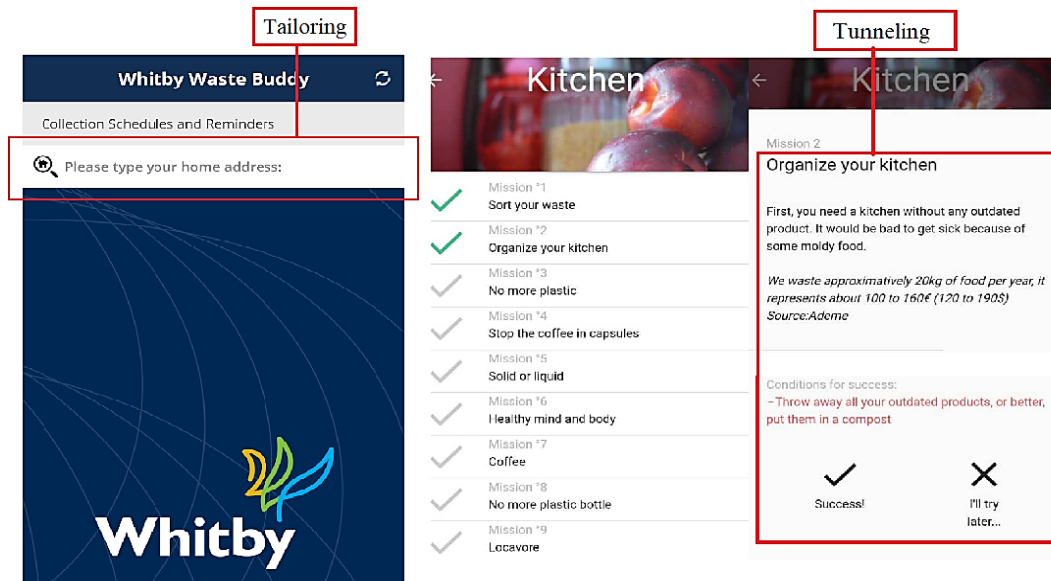 Tailoring
Whitby Waste Buddy
Collection Schedules and Reminders
Please type your home address:
Whitby
Kitchen
Mission °1
Sort your waste
Mission °2
Organize your kitchen
Mission °3
No more plastic
Mission °4
Stop the coffee in capsules
Mission °5
Solid or liquid
Mission °6
Healthy mind and body
Mission °7
Coffee
Mission °8
No more plastic bottle
Mission °9
Locavore
Tunneling
Kitchen
Mission 2
Organize your kitchen
First, you need a kitchen without any outdated
product. It would be bad to get sick because of
some moldy food.
We waste approximatively 20kg of food per year, it
represents about 100 to 160€ (120 to 190$)
Source:Ademe
Conditions for success:
–Throw away all your outdated products, or better,
put them in a compost
Success!
I'll try
later...